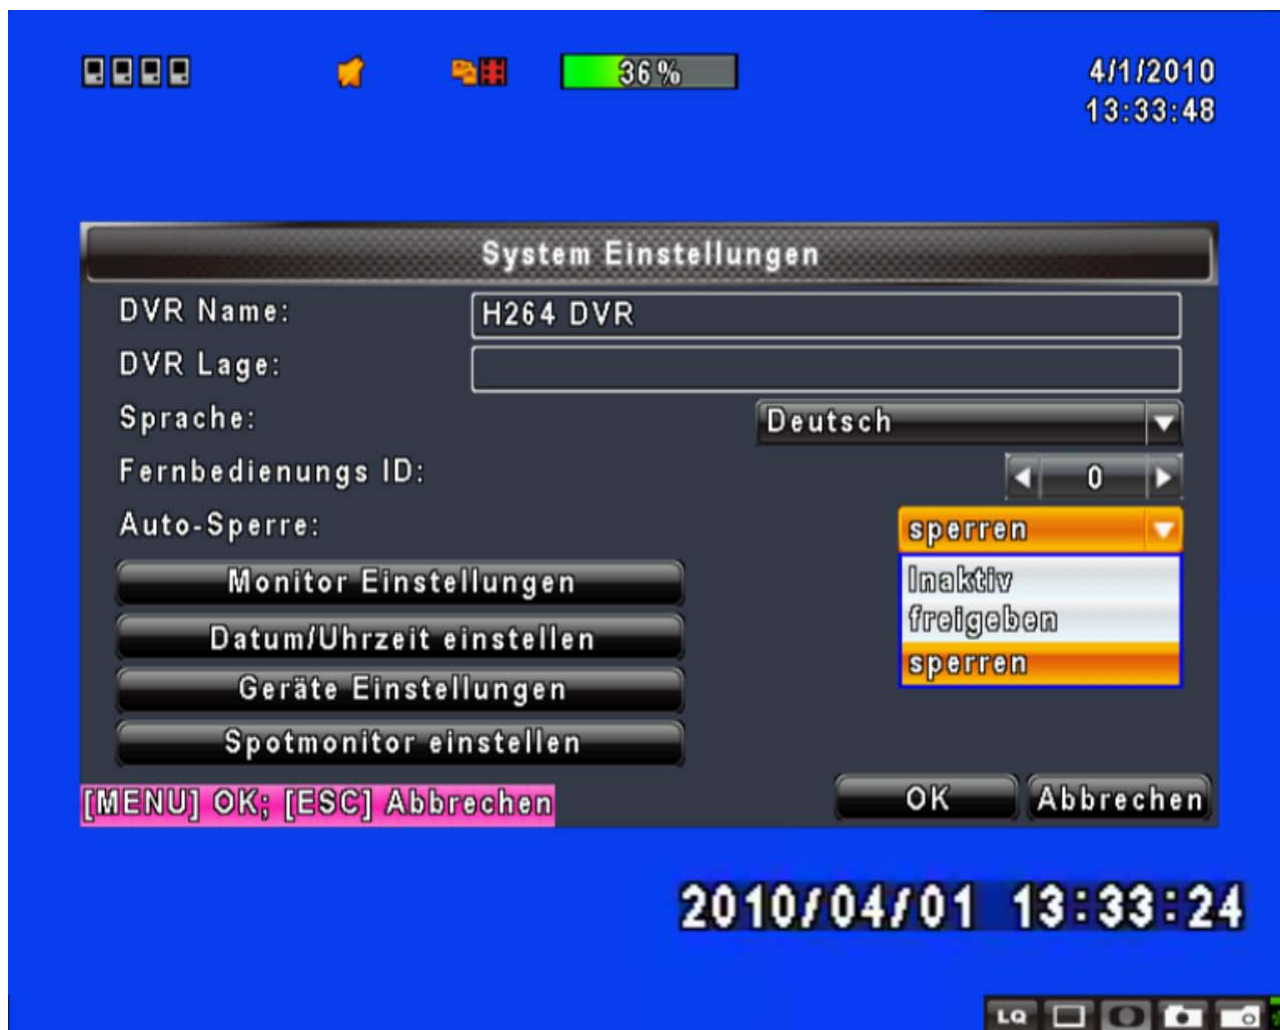 36%
4/1/2010
13:33:48
System Einstellungen
DVR Name: H264 DVR
DVR Lage:
Sprache: Deutsch
Fernbedienungs ID: 0
Auto-Sperre: sperren
Inaktiv
freigeben
sperren
Monitor Einstellungen
Datum/Uhrzeit einstellen
Geräte Einstellungen
Spotmonitor einstellen
[MENU] OK; [ESC] Abbrechen
OK Abbrechen
2010/04/01 13:33:24
LQ